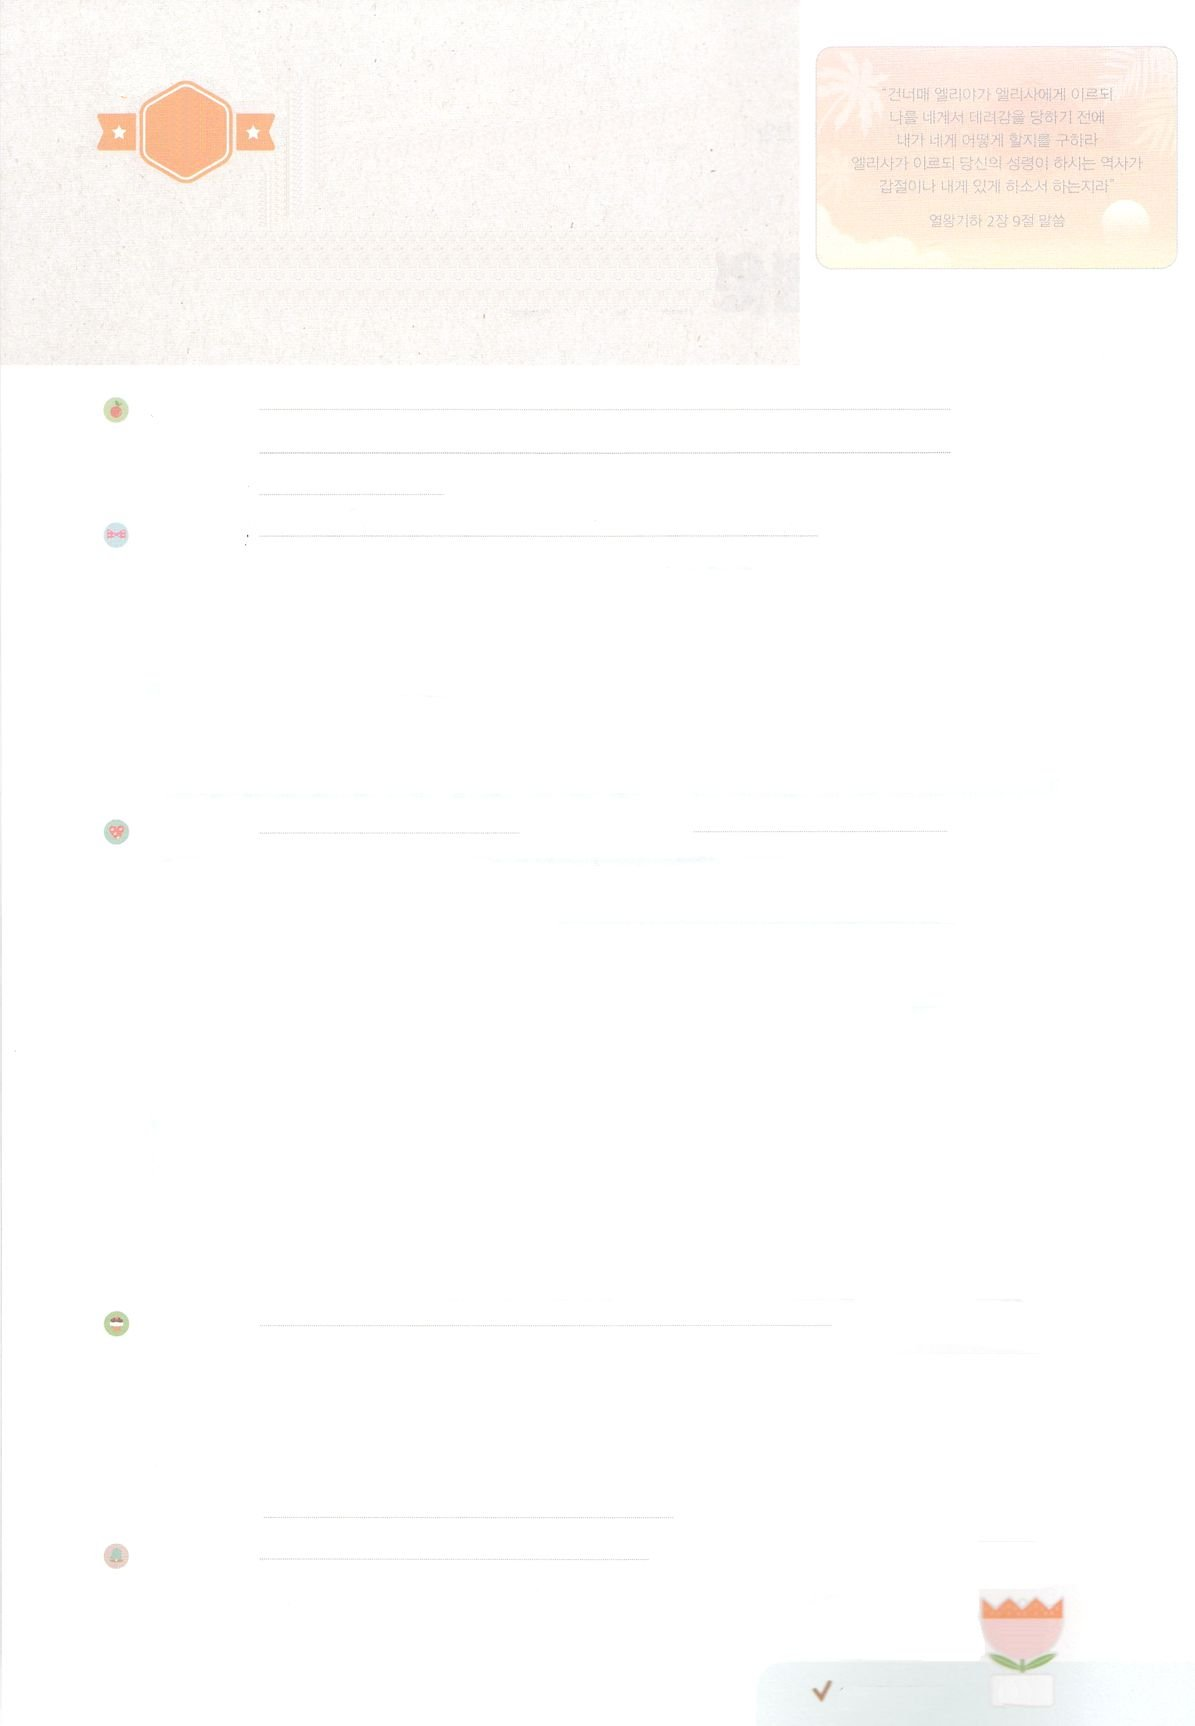 "건너매 엘리야가 엘리사에게 이르되
나를 네게서 데려감을 당하기 전에
내가 네게 어떻게 할지를 구하라
엘리사가 이르되 당신의 성령이 하시는 역사가
갑절이나 내게 있게 하소서 하는지라"
열왕기하 2장 9절 말씀